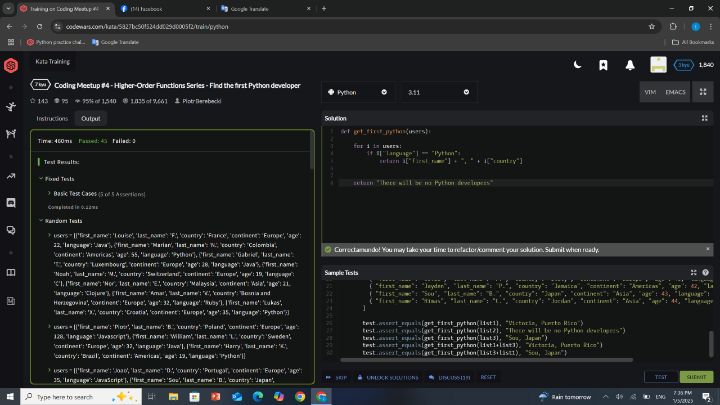 Training on Coding Meetup #4
(14) Facebook
Google Translate
codewars.com/kata/5827bc50f524dd029d0005f2/train/python
Python practice chal...
Google Translate
All Bookmarks
Kata Training
3 kyu
1,840
7 kyu
Coding Meetup #4 - Higher-Order Functions Series - Find the first Python developer
143
95
95% of 1,540
1,835 of 9,661
Piotr Berebecki
Python
3.11
VIM
EMACS
Instructions
Output
Time: 460ms Passed: 45 Failed: 0
Test Results:
Fixed Tests
Basic Test Cases (5 of 5 Assertions)
Completed in 0.12ms
Random Tests
users = [{'first_name': 'Louise', 'last_name': 'F.', 'country': 'France', 'continent': 'Europe', 'age':
22, 'language': 'Java'}, {'first_name': 'Marian', 'last_name': 'N.', 'country': 'Colombia',
'continent': 'Americas', 'age': 55, 'language': 'Python'}, {'first_name': 'Gabriel', 'last_name':
'T.', 'country': 'Luxembourg', 'continent': 'Europe', 'age': 28, 'language': 'Java'}, {'first_name':
'Noah', 'last_name': 'M.', 'country': 'Switzerland', 'continent': 'Europe', 'age': 19, 'language':
'C'}, {'first_name': 'Nor', 'last_name': 'E.', 'country': 'Malaysia', 'continent': 'Asia', 'age': 21,
'language': 'Clojure'}, {'first_name': 'Amar', 'last_name': 'V.', 'country': 'Bosnia and
Herzegovina', 'continent': 'Europe', 'age': 32, 'language': 'Ruby'}, {'first_name': 'Lukas',
'last_name': 'X.', 'country': 'Croatia', 'continent': 'Europe', 'age': 35, 'language': 'Python'}]
users = [{'first_name': 'Piotr', 'last_name': 'B.', 'country': 'Poland', 'continent': 'Europe', 'age':
128, 'language': 'Javascript'}, {'first_name': 'William', 'last_name': 'L.', 'country': 'Sweden',
'continent': 'Europe', 'age': 32, 'language': 'Java'}, {'first_name': 'Harry', 'last_name': 'K.',
'country': 'Brazil', 'continent': 'Americas', 'age': 19, 'language': 'Python'}]
users = [{'first_name': 'Joao', 'last_name': 'D.', 'country': 'Portugal', 'continent': 'Europe', 'age':
35, 'language': 'JavaScript'}, {'first_name': 'Sou', 'last_name': 'B.', 'country': 'Japan',
Solution
1 def get_first_python(users):
for i in users:
if i["language"] == "Python":
return i["first_name"] + ", " + i["country"]
return "There will be no Python developers"
Correctamundo! You may take your time to refactor/comment your solution. Submit when ready.
Sample Tests
{ "first_name": "Jayden", "last_name": "P.", "country": "Jamaica", "continent": "Americas", "age": 42, "la
{ "first_name": "Sou", "last_name": "B.", "country": "Japan", "continent": "Asia", "age": 43, "language":
"country": "Jordan", "continent": "Asia", "age": 44, "language
]
test.assert_equals(get_first_python(list1), "Victoria, Puerto Rico")
test.assert_equals(get_first_python(list2), "There will be no Python developers")
test.assert_equals(get_first_python(list3), "Sou, Japan")
test.assert_equals(get_first_python(list1+list3), "Victoria, Puerto Rico")
test.assert_equals(get_first_python(list3+list1), "Sou, Japan")
SKIP
UNLOCK SOLUTIONS
DISCUSS (19)
RESET
TEST
SUBMIT
Type here to search
Rain tomorrow
ENG
7:36 PM
1/5/2025